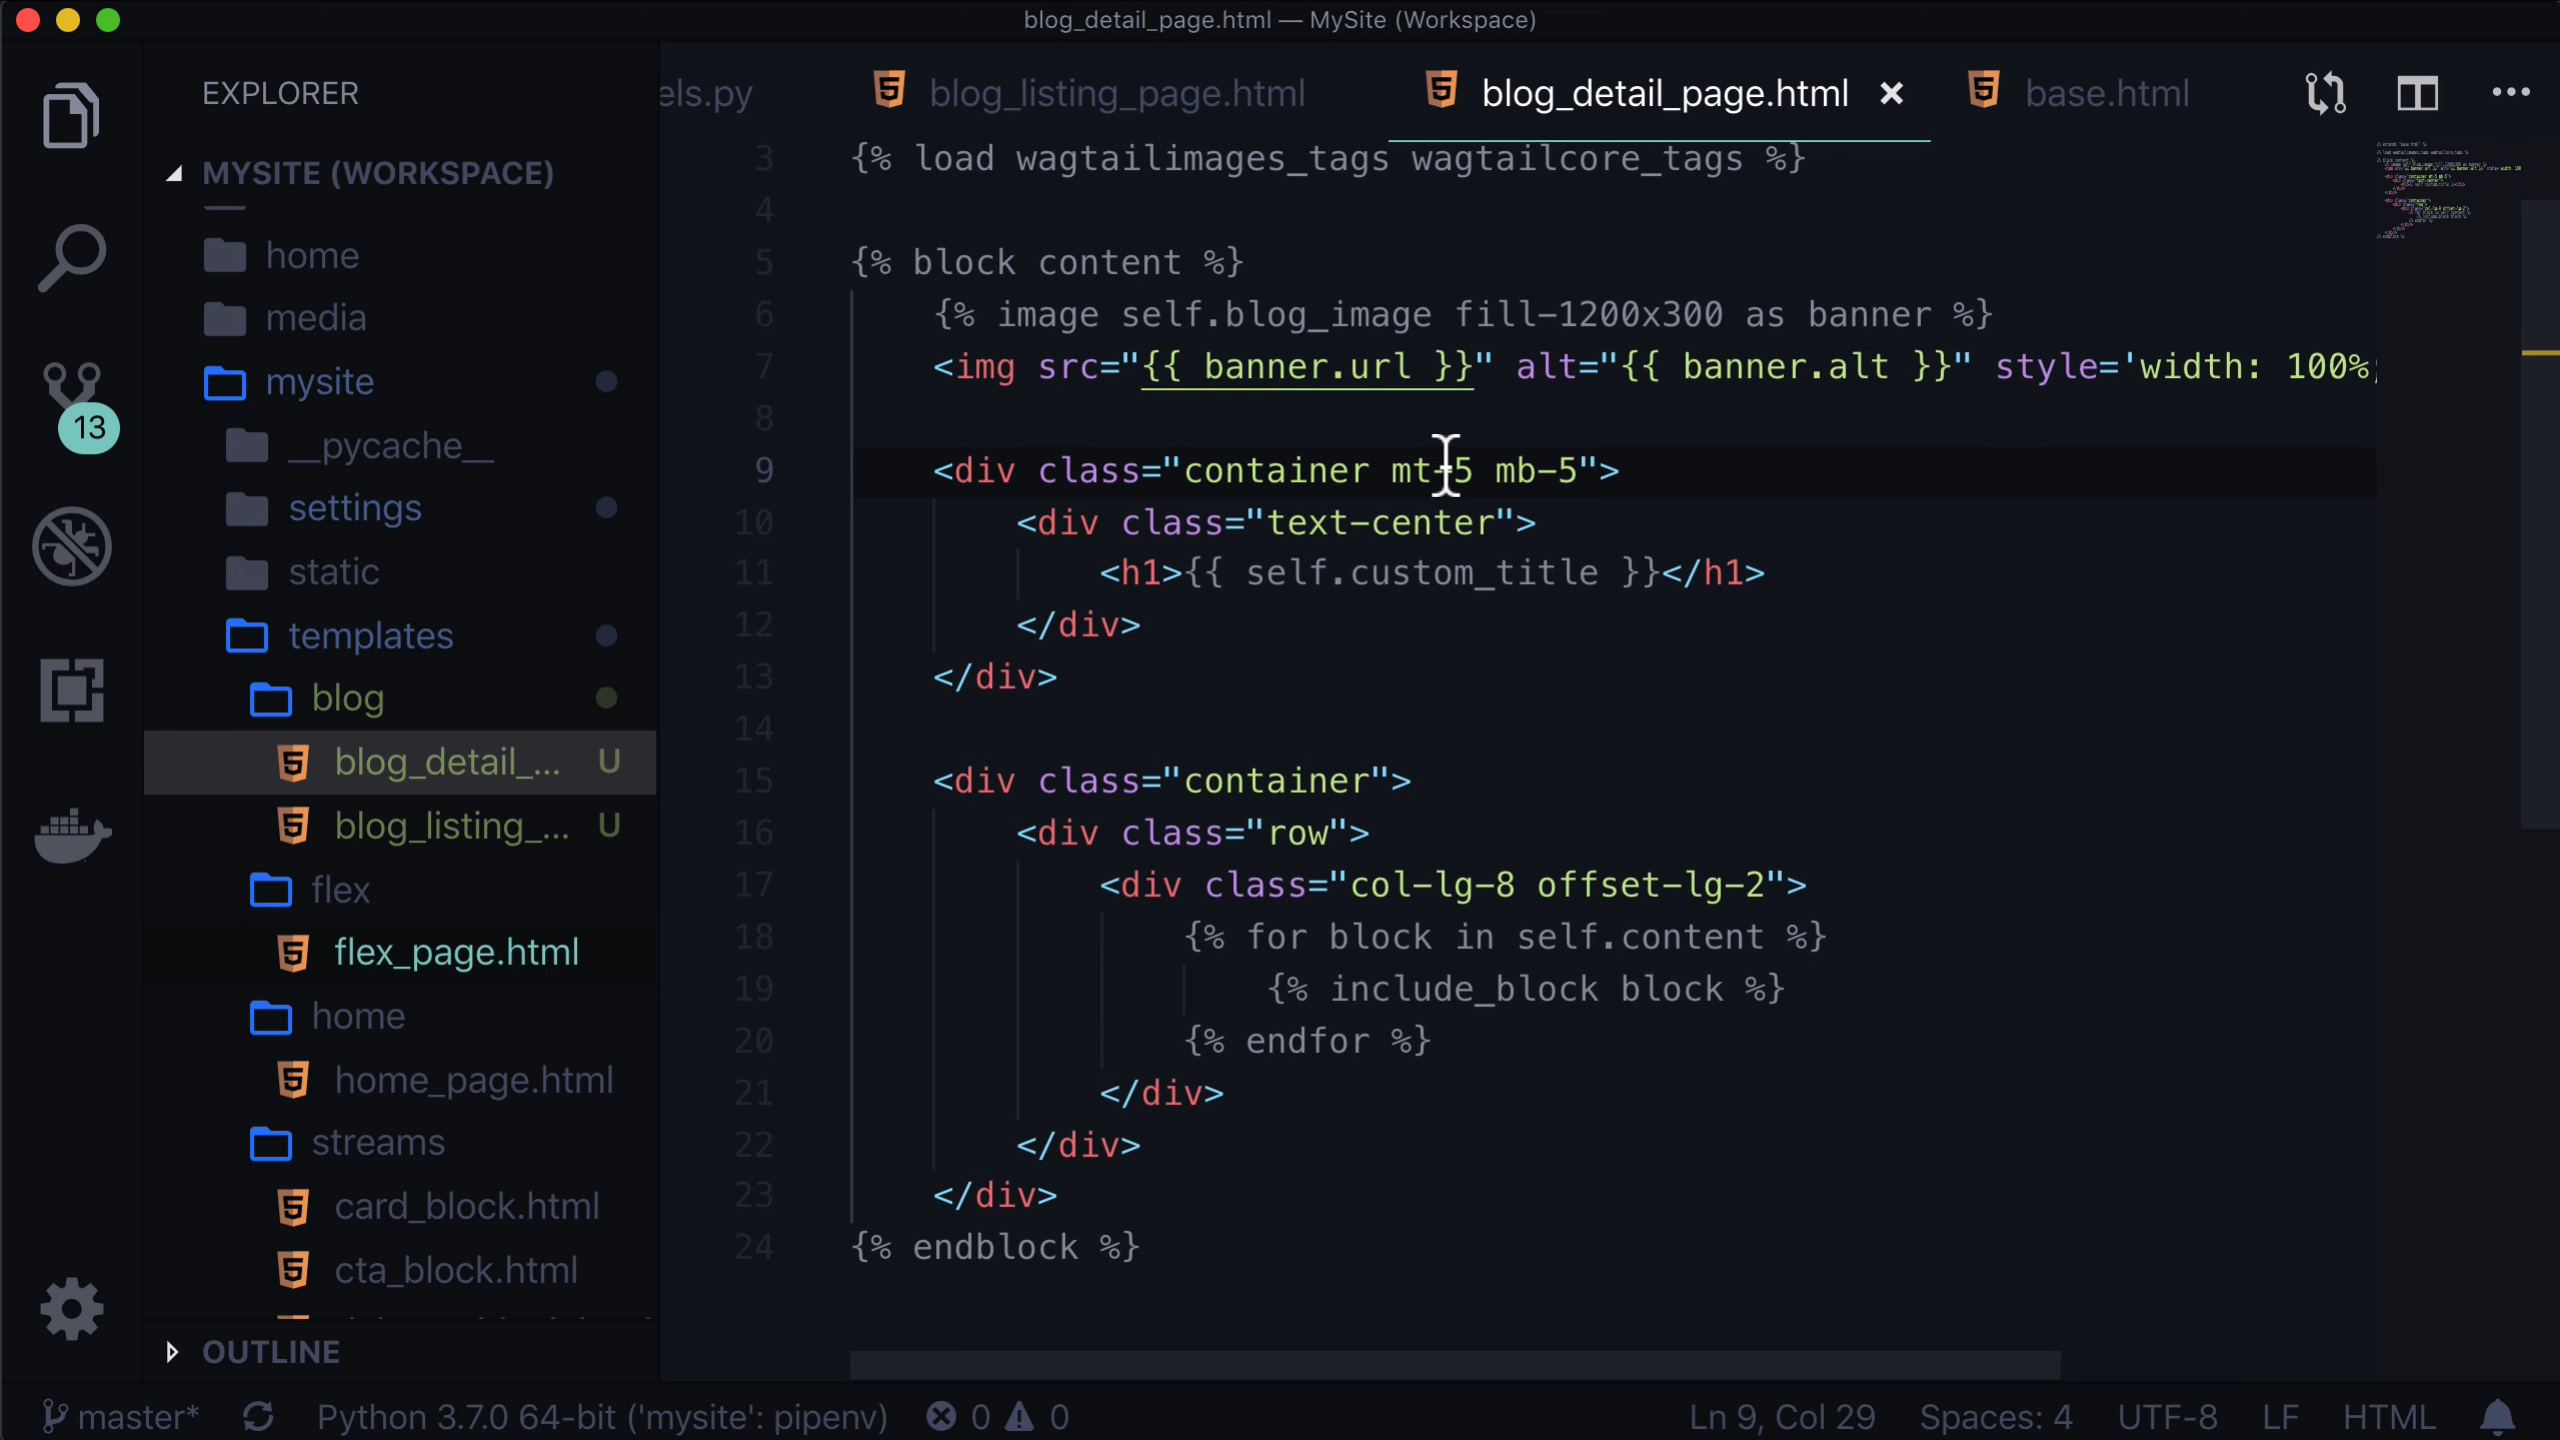 blog_detail_page.html — MySite (Workspace)
EXPLORER
MYSITE (WORKSPACE)
home
media
mysite
__pycache__
settings
static
templates
blog
blog_detail_... U
blog_listing_... U
flex
flex_page.html
home
home_page.html
streams
card_block.html
cta_block.html
OUTLINE
13
els.py
blog_listing_page.html
blog_detail_page.html
base.html
3 {% load wagtailimages_tags wagtailcore_tags %}
4
5 {% block content %}
6 {% image self.blog_image fill-1200x300 as banner %}
7 <img src="{{ banner.url }}" alt="{{ banner.alt }}" style='width: 100%;
8
9 <div class="container mt-5 mb-5">
10 <div class="text-center">
11 <h1>{{ self.custom_title }}</h1>
12 </div>
13 </div>
14
15 <div class="container">
16 <div class="row">
17 <div class="col-lg-8 offset-lg-2">
18 {% for block in self.content %}
19 {% include_block block %}
20 {% endfor %}
21 </div>
22 </div>
23 </div>
24 {% endblock %}
master* Python 3.7.0 64-bit ('mysite': pipenv) 0 0 Ln 9, Col 29 Spaces: 4 UTF-8 LF HTML